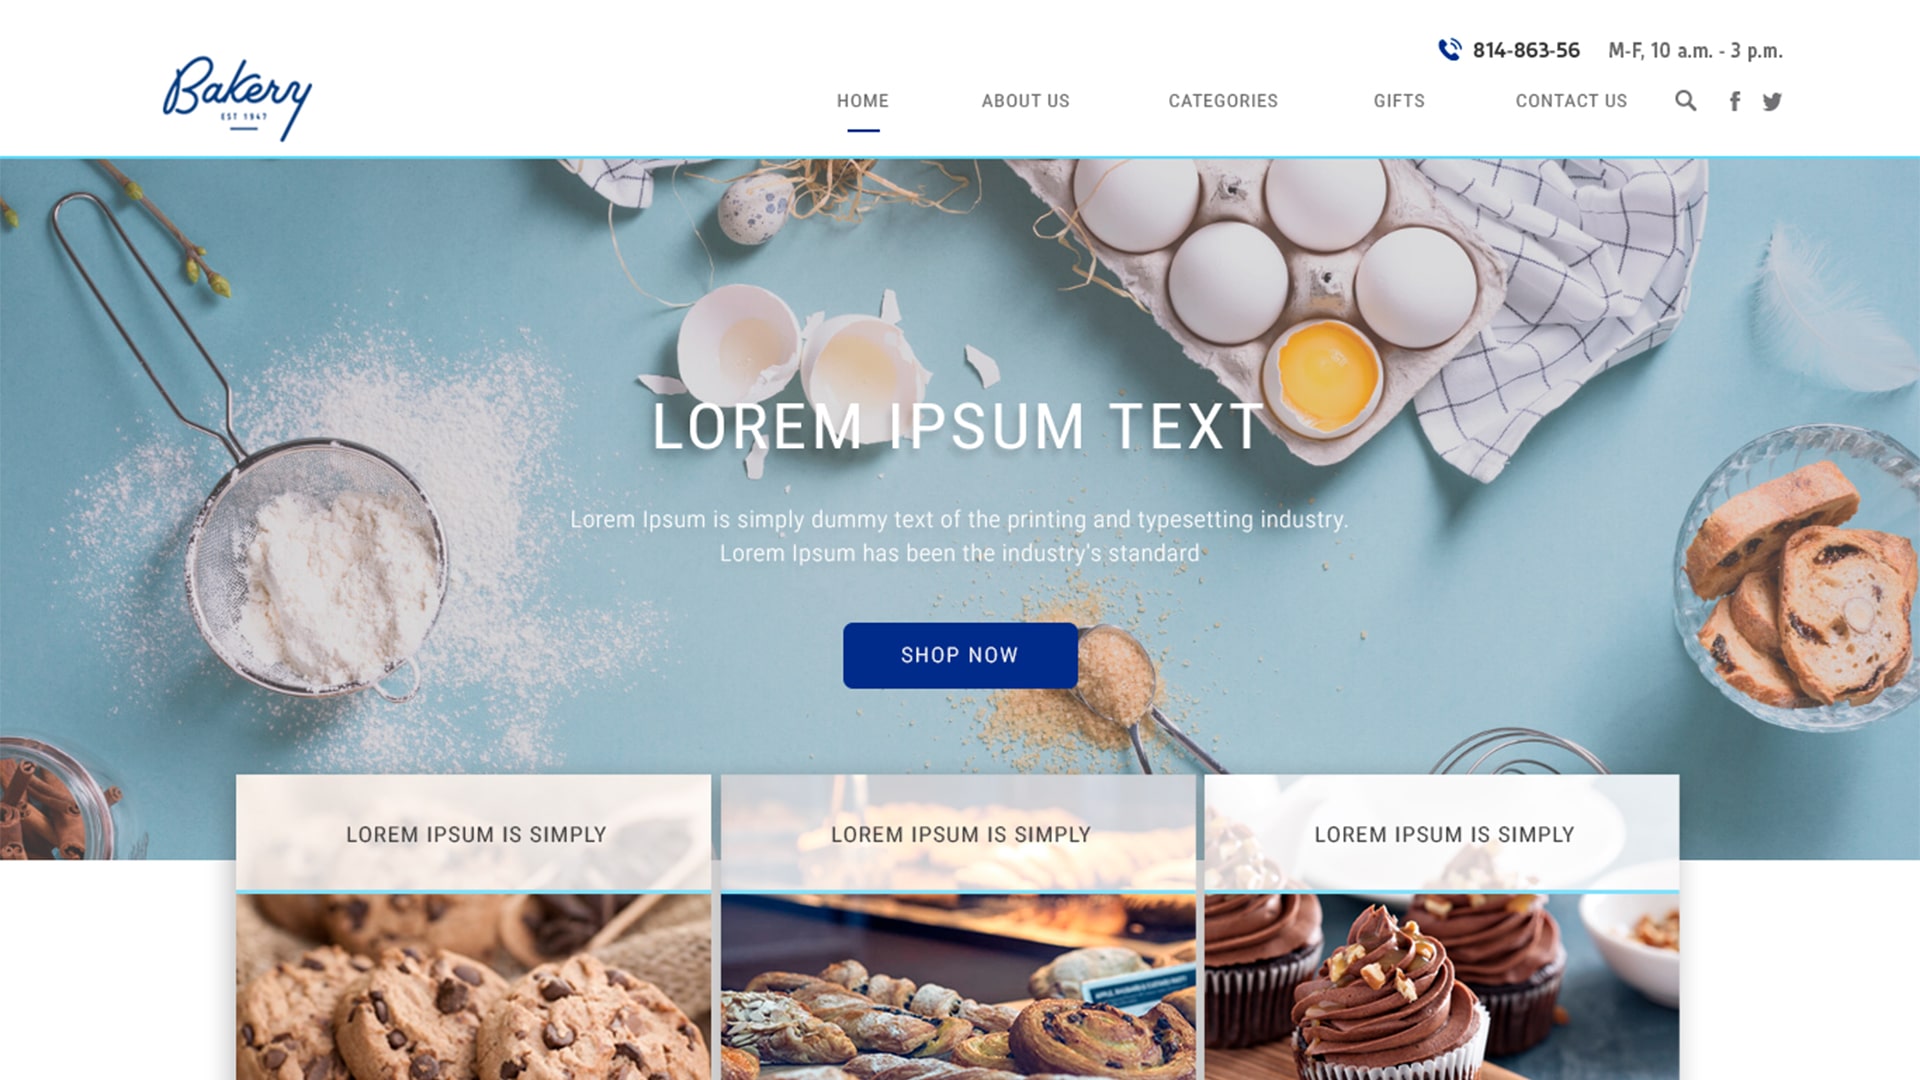 814-863-56 M-F, 10 a.m. - 3 p.m.
Bakery
EST 1947
HOME ABOUT US CATEGORIES GIFTS CONTACT US
LOREM IPSUM TEXT
Lorem Ipsum is simply dummy text of the printing and typesetting industry.
Lorem Ipsum has been the industry's standard
SHOP NOW
LOREM IPSUM IS SIMPLY LOREM IPSUM IS SIMPLY LOREM IPSUM IS SIMPLY